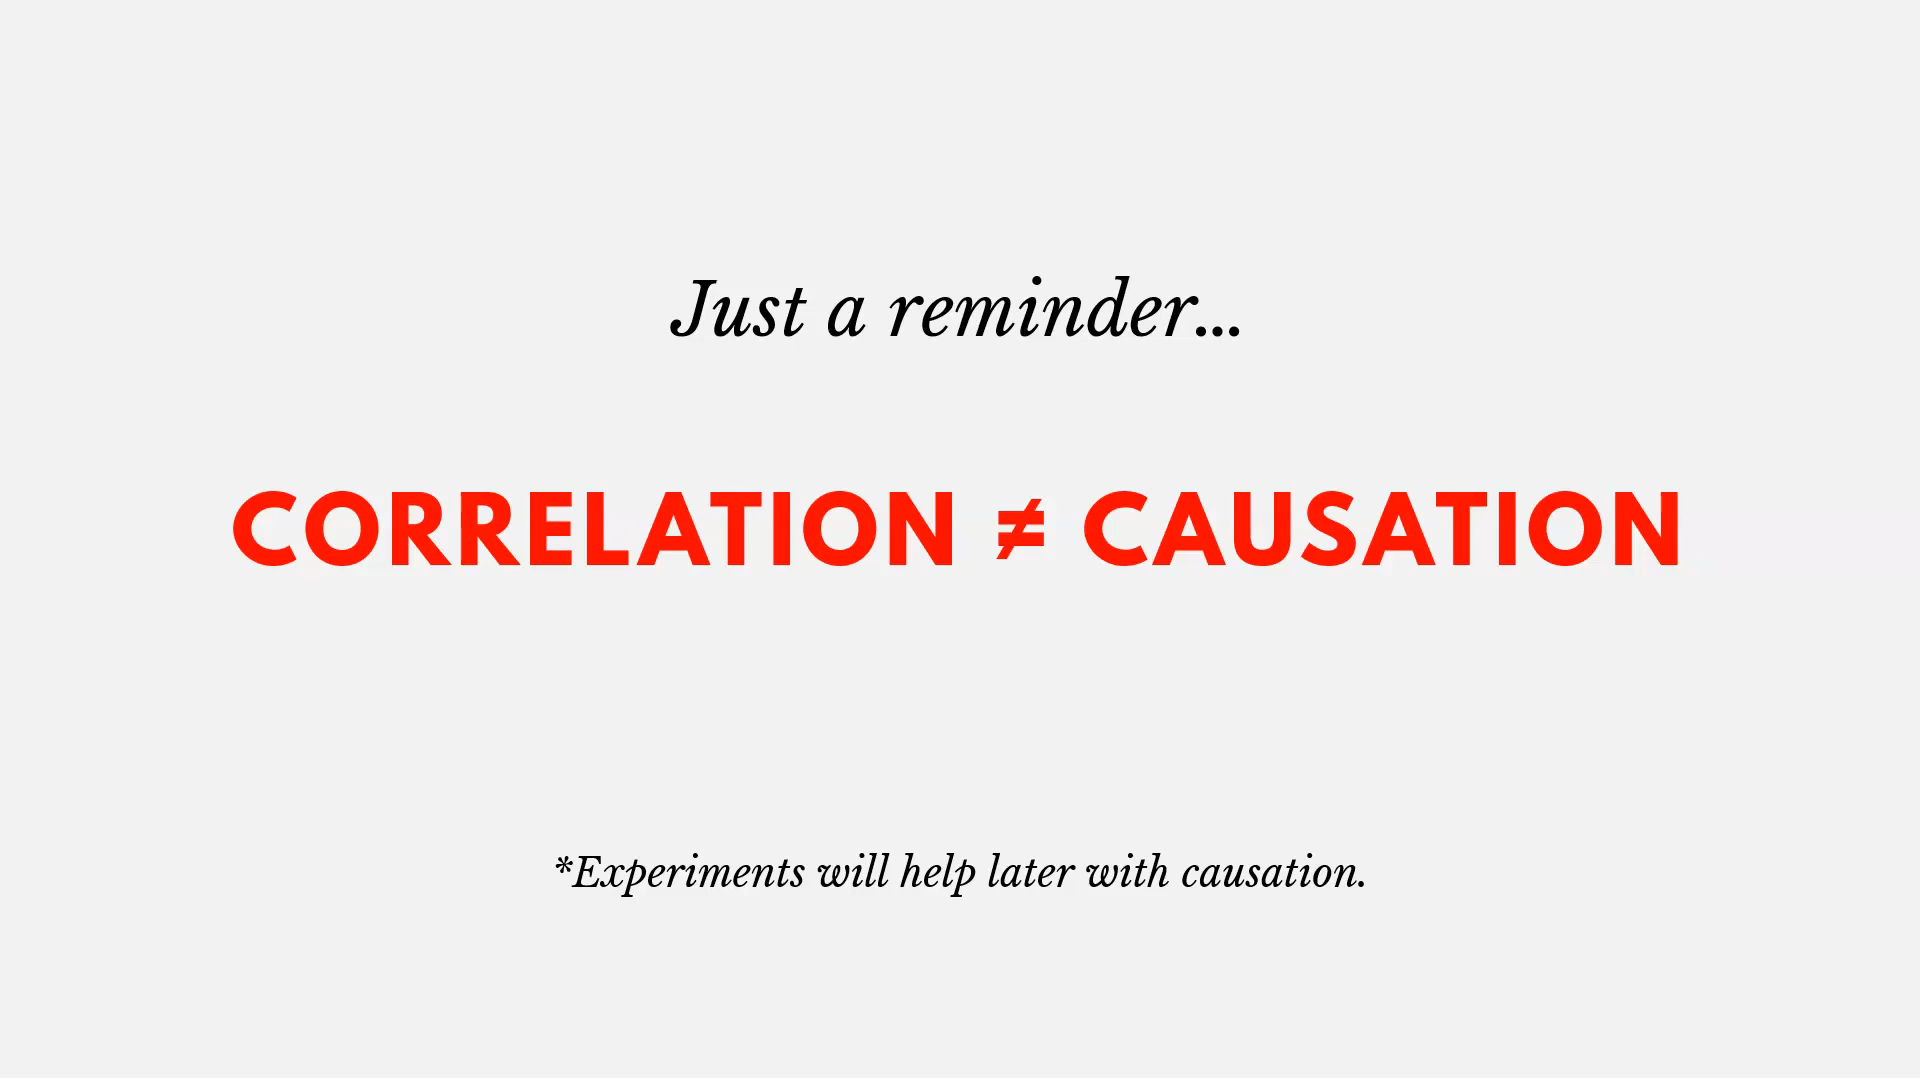 Just a reminder...
CORRELATION ≠ CAUSATION
*Experiments will help later with causation.